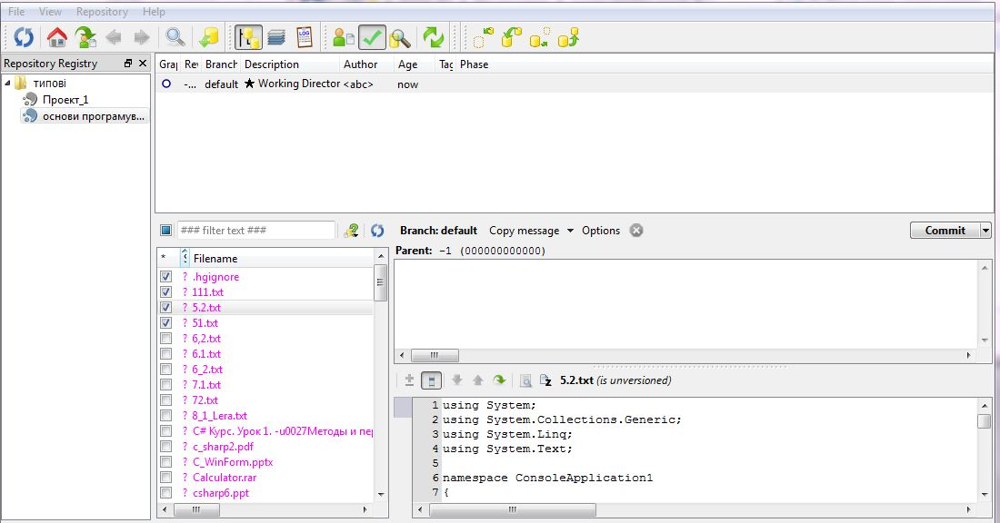 File View Repository Help
LOG
Repository Registry
типові
Проект_1
основи програмув...
Graj Rev Branch Description Author Age Tag Phase
-... default ★ Working Director <abc> now
### filter text ###
Branch: default Copy message Options Commit
Parent: -1 (000000000000)
* S Filename
? .hgignore
? 111.txt
? 5.2.txt
? 51.txt
? 6,2.txt
? 6.1.txt
? 6_2.txt
? 7.1.txt
? 72.txt
? 8_1_Lera.txt
? C# Курс. Урок 1. -u0027Методы и пер
? c_sharp2.pdf
? C_WinForm.pptx
? Calculator.rar
? csharp6.ppt
5.2.txt (is unversioned)
1 using System;
2 using System.Collections.Generic;
3 using System.Linq;
4 using System.Text;
5
6 namespace ConsoleApplication1
7 {